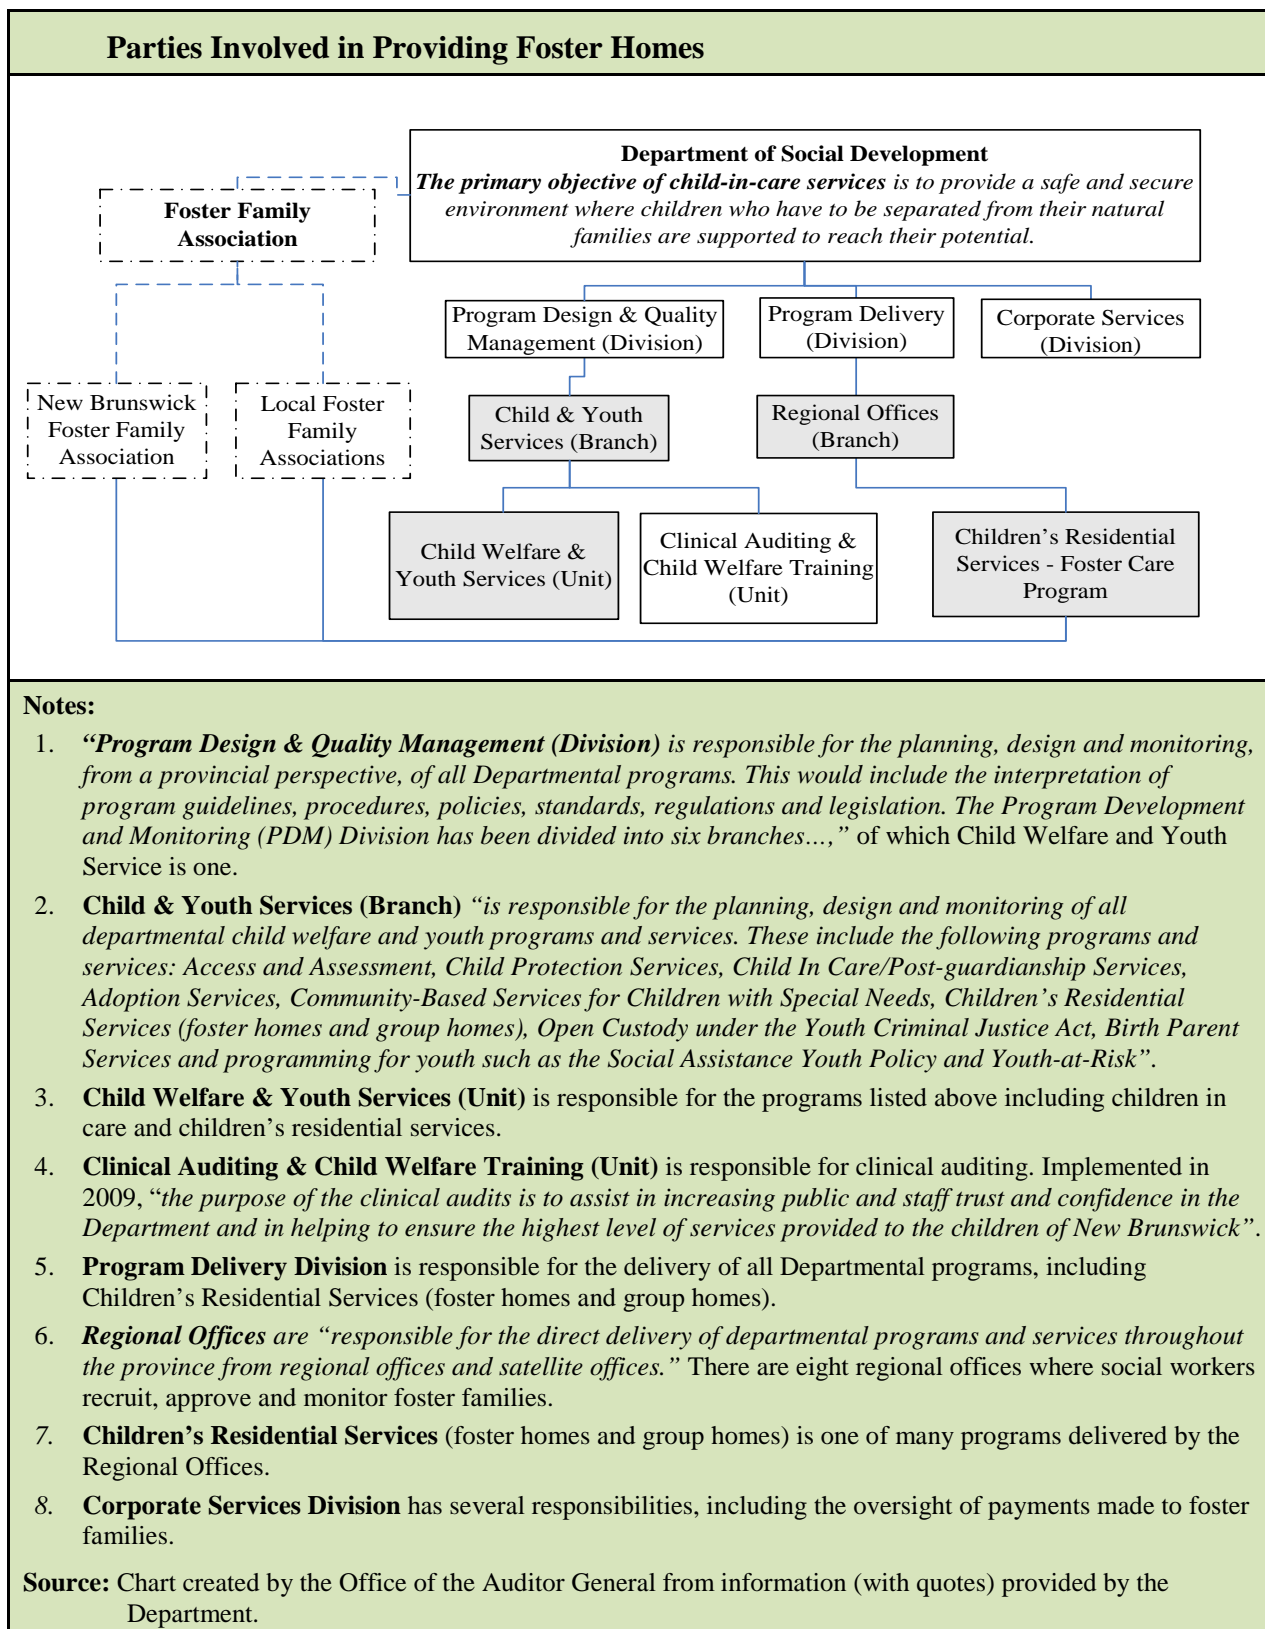 Parties Involved in Providing Foster Homes
Department of Social Development
The primary objective of child-in-care services is to provide a safe and secure
environment where children who have to be separated from their natural
families are supported to reach their potential.
Foster Family
Association
Program Design & Quality
Management (Division)
Program Delivery
(Division)
Corporate Services
(Division)
New Brunswick
Foster Family
Association
Local Foster
Family
Associations
Child & Youth
Services (Branch)
Regional Offices
(Branch)
Child Welfare &
Youth Services (Unit)
Clinical Auditing &
Child Welfare Training
(Unit)
Children’s Residential
Services - Foster Care
Program
Notes:
1. “Program Design & Quality Management (Division) is responsible for the planning, design and monitoring,
from a provincial perspective, of all Departmental programs. This would include the interpretation of
program guidelines, procedures, policies, standards, regulations and legislation. The Program Development
and Monitoring (PDM) Division has been divided into six branches…,” of which Child Welfare and Youth
Service is one.
2. Child & Youth Services (Branch) “is responsible for the planning, design and monitoring of all
departmental child welfare and youth programs and services. These include the following programs and
services: Access and Assessment, Child Protection Services, Child In Care/Post-guardianship Services,
Adoption Services, Community-Based Services for Children with Special Needs, Children’s Residential
Services (foster homes and group homes), Open Custody under the Youth Criminal Justice Act, Birth Parent
Services and programming for youth such as the Social Assistance Youth Policy and Youth-at-Risk”.
3. Child Welfare & Youth Services (Unit) is responsible for the programs listed above including children in
care and children’s residential services.
4. Clinical Auditing & Child Welfare Training (Unit) is responsible for clinical auditing. Implemented in
2009, “the purpose of the clinical audits is to assist in increasing public and staff trust and confidence in the
Department and in helping to ensure the highest level of services provided to the children of New Brunswick”.
5. Program Delivery Division is responsible for the delivery of all Departmental programs, including
Children’s Residential Services (foster homes and group homes).
6. Regional Offices are “responsible for the direct delivery of departmental programs and services throughout
the province from regional offices and satellite offices.” There are eight regional offices where social workers
recruit, approve and monitor foster families.
7. Children’s Residential Services (foster homes and group homes) is one of many programs delivered by the
Regional Offices.
8. Corporate Services Division has several responsibilities, including the oversight of payments made to foster
families.
Source: Chart created by the Office of the Auditor General from information (with quotes) provided by the
Department.